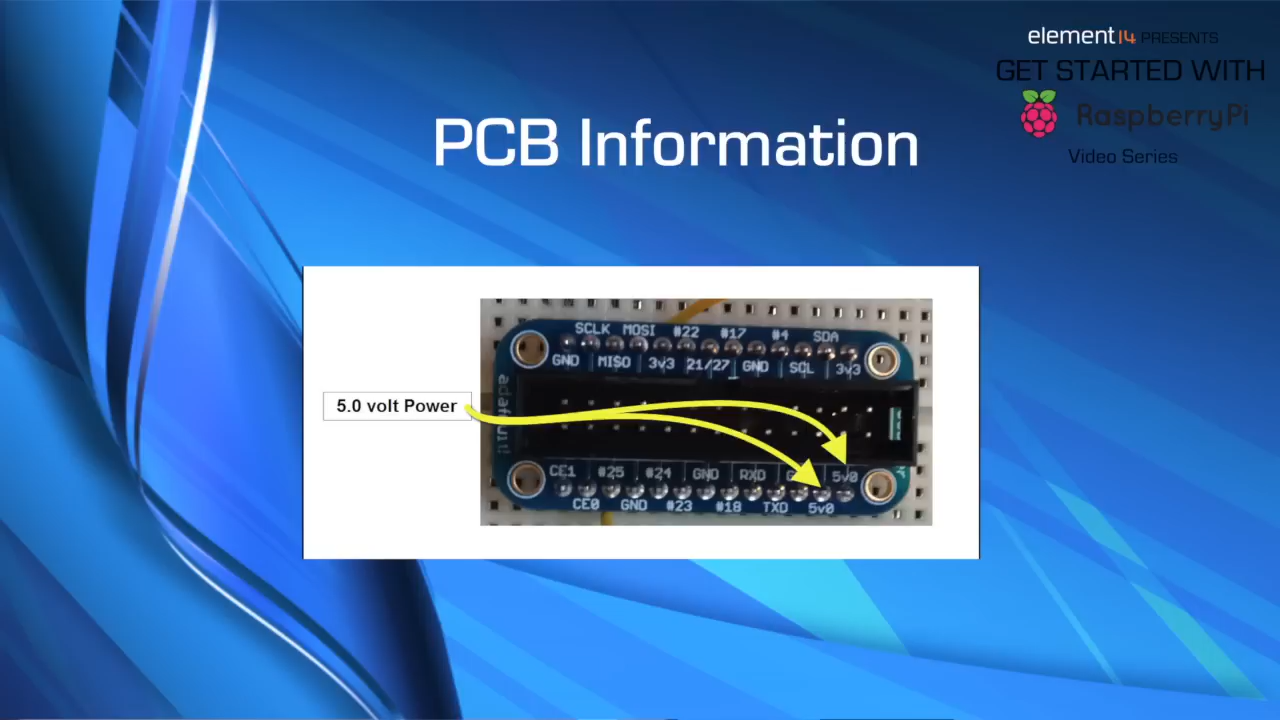 element14 PRESENTS
GET STARTED WITH
RaspberryPi
Video Series
PCB Information
5.0 volt Power
SCLK MOSI #22 #17 #4 SDA
GND MISO 3v3 21/27 GND SCL 3v3
adafruit
CE1 #25 #24 GND RXD 5v0
CE0 GND #23 #18 TXD 5v0